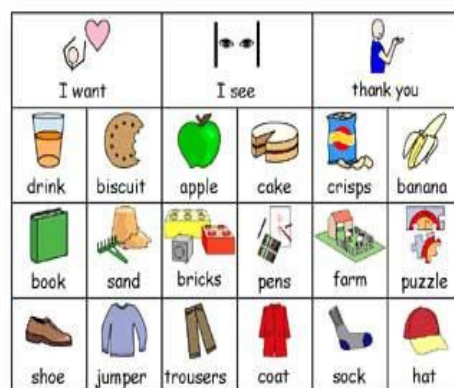 I want I see thank you
drink biscuit apple cake crisps banana
book sand bricks pens farm puzzle
shoe jumper trousers coat sock hat